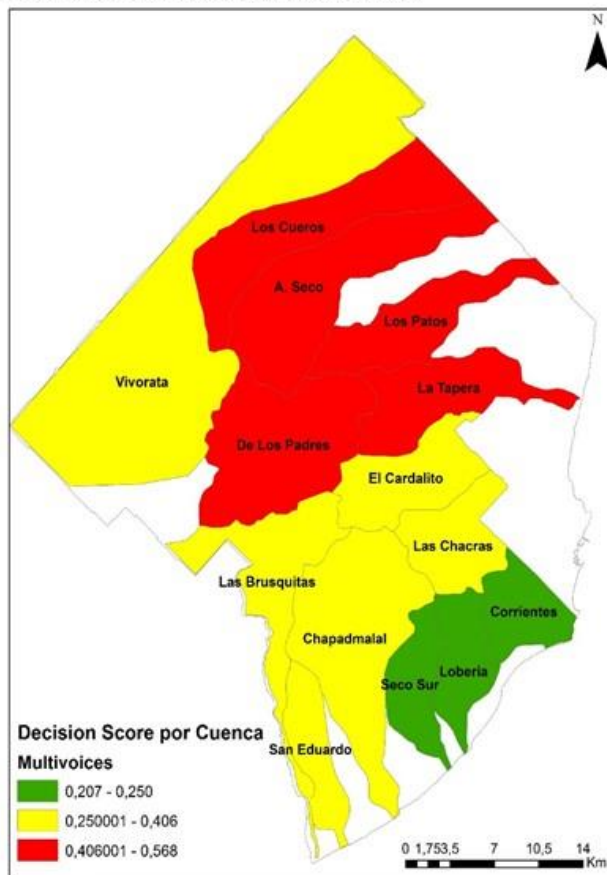 N
Los Cueros
A. Seco
Los Patos
Vivorata
La Tapera
De Los Padres
El Cardalito
Las Chacras
Las Brusquitas
Corrientes
Chapadmalal
Loberia
Seco Sur
San Eduardo
Decision Score por Cuenca
Multivoices
0,207 - 0,250
0,250001 - 0,406
0,406001 - 0,568
0 1,753,5 7 10,5 14
Km